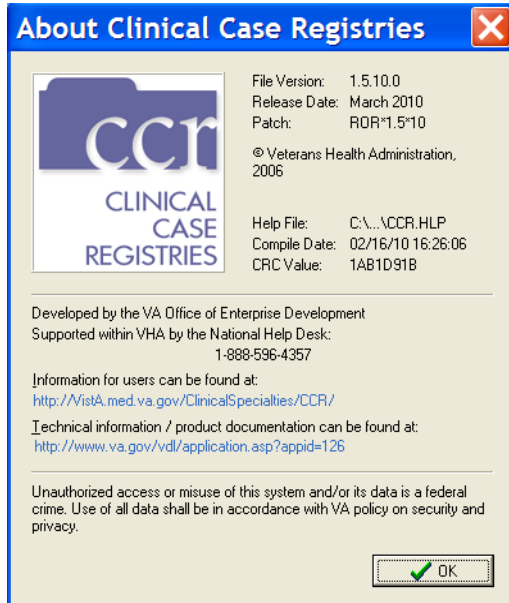 About Clinical Case Registries
ccr
CLINICAL
CASE
REGISTRIES
File Version: 1.5.10.0
Release Date: March 2010
Patch: ROR*1.5*10
© Veterans Health Administration,
2006
Help File: C:\...\CCR.HLP
Compile Date: 02/16/10 16:26:06
CRC Value: 1AB1D91B
Developed by the VA Office of Enterprise Development
Supported within VHA by the National Help Desk:
1-888-596-4357
Information for users can be found at:
http://VistA.med.va.gov/ClinicalSpecialties/CCR/
Technical information / product documentation can be found at:
http://www.va.gov/vdl/application.asp?appid=126
Unauthorized access or misuse of this system and/or its data is a federal
crime. Use of all data shall be in accordance with VA policy on security and
privacy.
OK